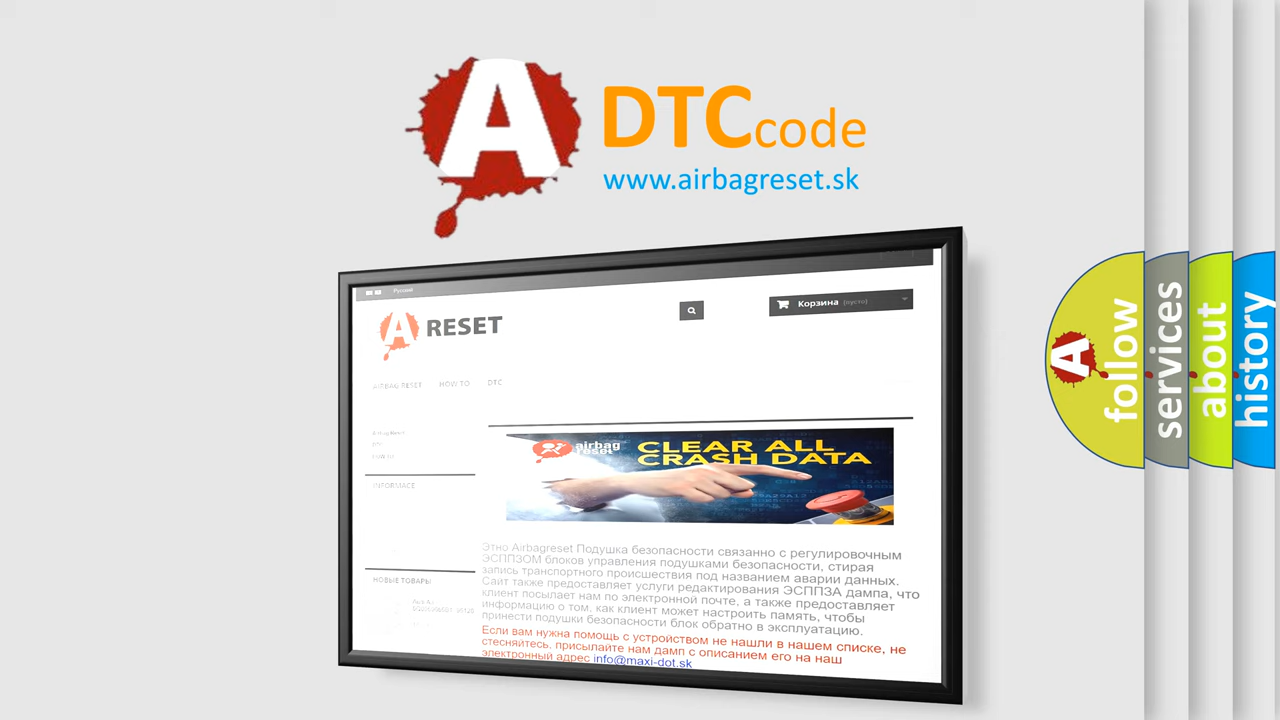 A
DTC code
www.airbagreset.sk
Русский
Корзина (пусто)
A RESET
AIRBAG RESET HOW TO DTC
INFORMACE
НОВЫЕ ТОВАРЫ
airbag
reset
CLEAR ALL
CRASH DATA
Этно Airbagreset Подушка безопасности связанно с регулировочным
ЭСППЗОМ блоков управления подушками безопасности, стирая
запись транспортного происшествия под названием аварии данных.
Сайт также предоставляет услуги редактирования ЭСППЗА дампа, что
клиент посылает нам по электронной почте, а также предоставляет
информацию о том, как клиент может настроить память, чтобы
принести подушки безопасности блок обратно в эксплуатацию.
Если вам нужна помощь с устройством не нашли в нашем списке, не
стесняйтесь, присылайте нам дамп с описанием его на наш
электронный адрес info@maxi-dot.sk
A follow
services
about
history